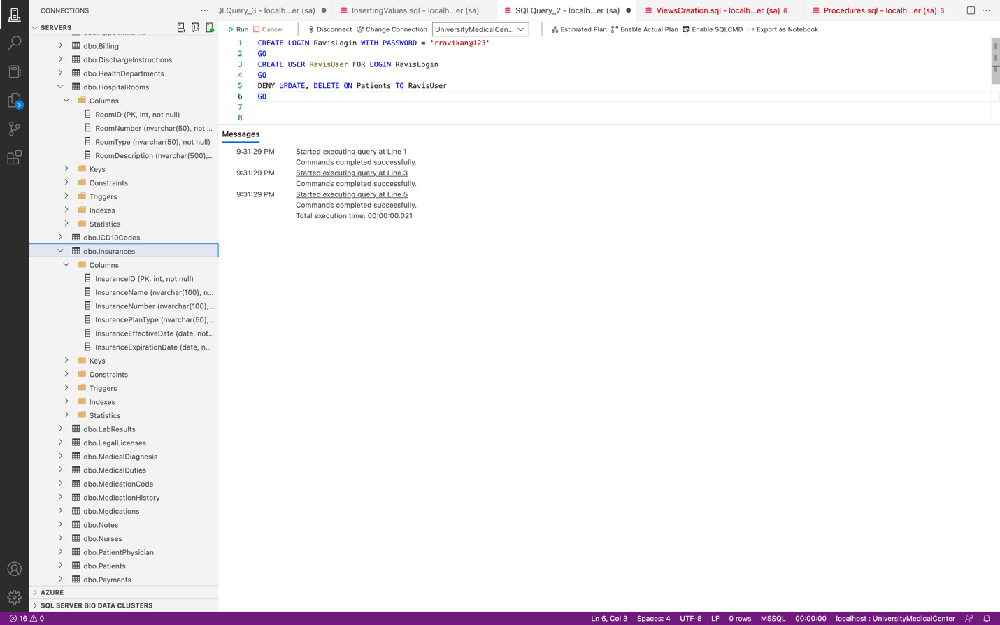 CONNECTIONS
SERVERS
dbo.Appointments
dbo.Billing
dbo.DischargeInstructions
dbo.HealthDepartments
dbo.HospitalRooms
Columns
RoomID (PK, int, not null)
RoomNumber (nvarchar(50), not ...
RoomType (nvarchar(50), not null)
RoomDescription (nvarchar(500),...
Keys
Constraints
Triggers
Indexes
Statistics
dbo.ICD10Codes
dbo.Insurances
Columns
InsuranceID (PK, int, not null)
InsuranceName (nvarchar(100), n...
InsuranceNumber (nvarchar(100),...
InsurancePlanType (nvarchar(50),...
InsuranceEffectiveDate (date, not...
InsuranceExpirationDate (date, n...
Keys
Constraints
Triggers
Indexes
Statistics
dbo.LabResults
dbo.LegalLicenses
dbo.MedicalDiagnosis
dbo.MedicalDuties
dbo.MedicationCode
dbo.MedicationHistory
dbo.Medications
dbo.Notes
dbo.Nurses
dbo.PatientPhysician
dbo.Patients
dbo.Payments
AZURE
SQL SERVER BIG DATA CLUSTERS
3
QLQuery_3 - localh...er (sa) InsertingValues.sql - localh...er (sa) SQLQuery_2 - localh...er (sa) ViewsCreation.sql - localh...er (sa) 6 Procedures.sql - localh...er (sa) 3
Run Cancel Disconnect Change Connection UniversityMedicalCen... Estimated Plan Enable Actual Plan Enable SQLCMD Export as Notebook
1 CREATE LOGIN RavisLogin WITH PASSWORD = 'rravikan@123'
2 GO
3 CREATE USER RavisUser FOR LOGIN RavisLogin
4 GO
5 DENY UPDATE, DELETE ON Patients TO RavisUser
6 GO
7
8
Messages
9:31:29 PM Started executing query at Line 1
Commands completed successfully.
9:31:29 PM Started executing query at Line 3
Commands completed successfully.
9:31:29 PM Started executing query at Line 5
Commands completed successfully.
Total execution time: 00:00:00.021
16 0 Ln 6, Col 3 Spaces: 4 UTF-8 LF 0 rows MSSQL 00:00:00 localhost : UniversityMedicalCenter